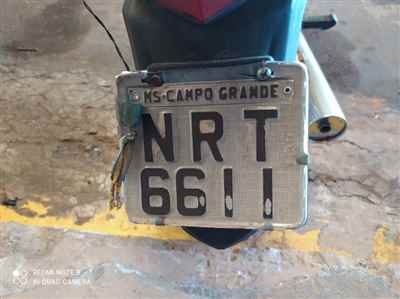 MS-CAMPO GRANDE
NRT
6611
REDMI NOTE 8
AI QUAD CAMERA